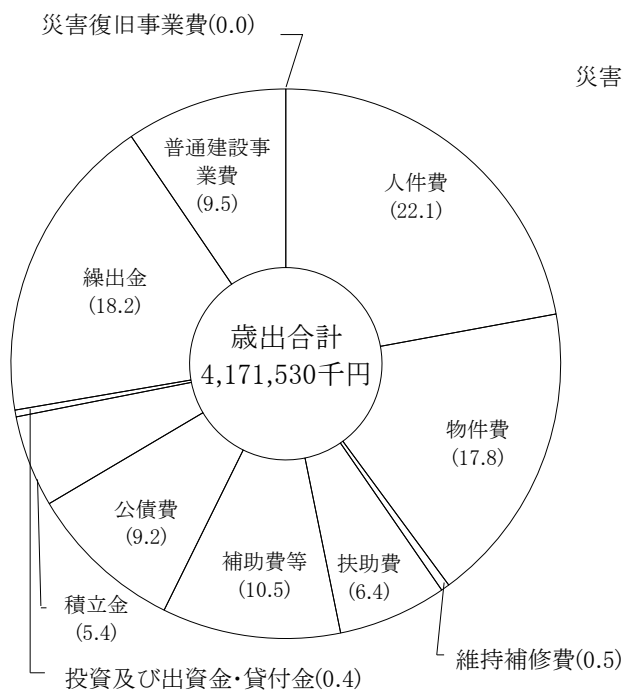 災害復旧事業費(0.0)
災害
普通建設事
業費
(9.5)
人件費
(22.1)
繰出金
(18.2)
歳出合計
4,171,530千円
物件費
(17.8)
公債費
(9.2)
補助費等
(10.5)
扶助費
(6.4)
積立金
(5.4)
維持補修費(0.5)
投資及び出資金・貸付金(0.4)